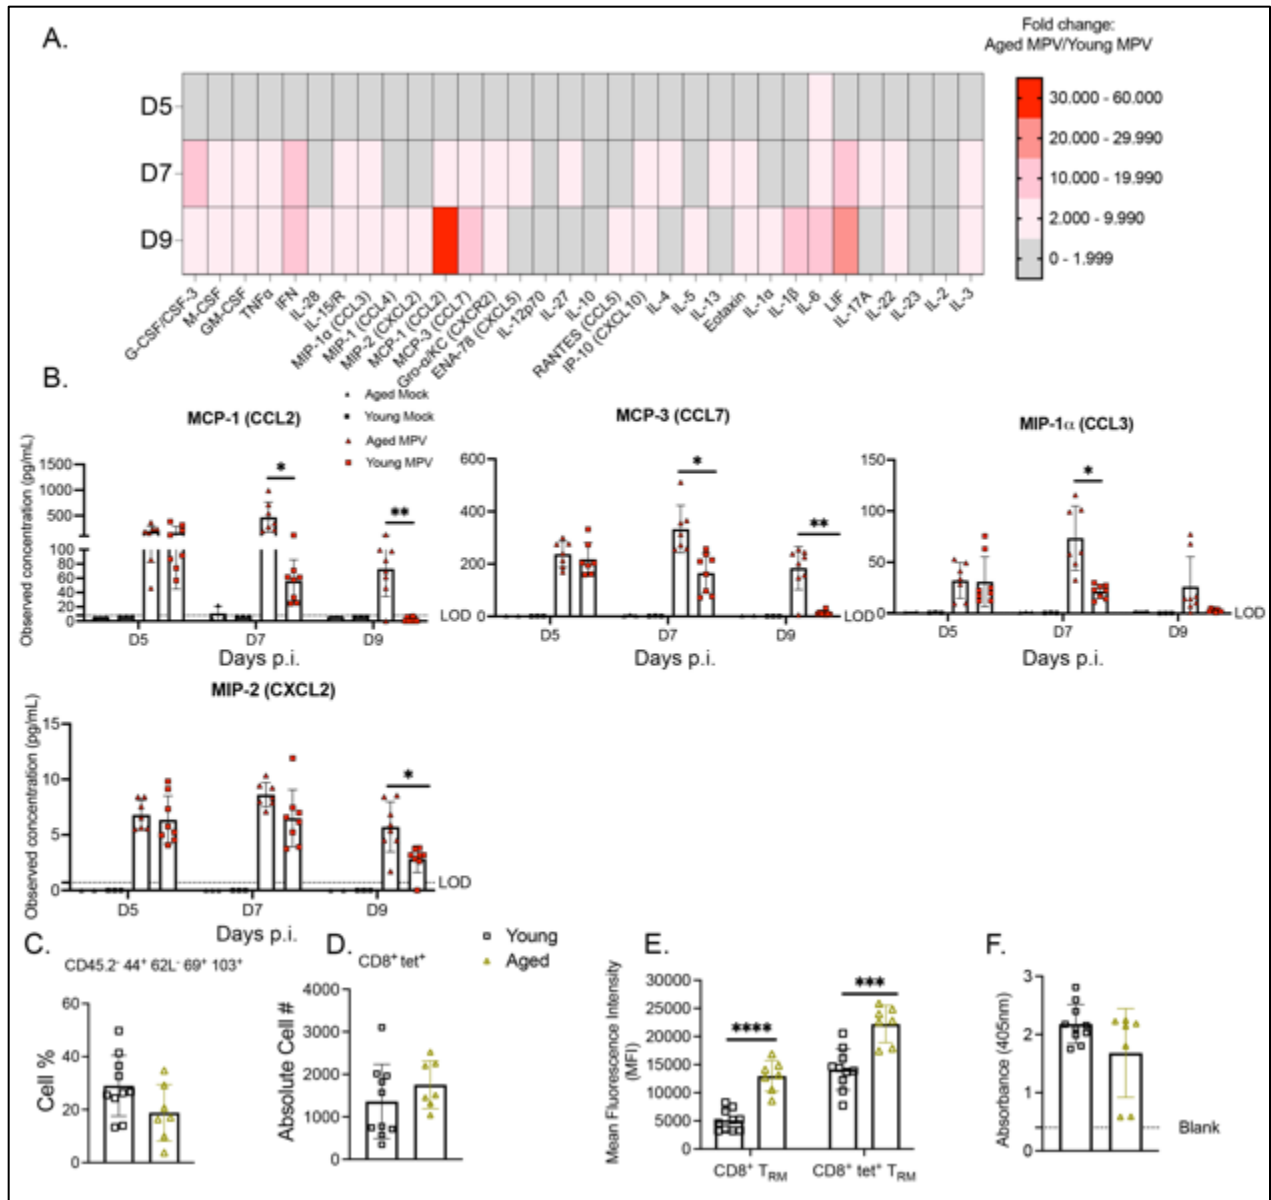 A.
Fold change:
Aged MPV/Young MPV
30.000 - 60.000
20.000 - 29.990
10.000 - 19.990
2.000 - 9.990
0 - 1.999
D5
D7
D9
G-CSF/CSF-3
M-CSF
GM-CSF
TNFα
IFN
IL-28
IL-15/R
MIP-1α (CCL3)
MIP-1 (CCL4)
MIP-2 (CXCL2)
MCP-1 (CCL2)
MCP-3 (CCL7)
Gro-α/KC (CXCR2)
ENA-78 (CXCL5)
IL-12p70
IL-27
IL-10
RANTES (CCL5)
IP-10 (CXCL10)
IL-4
IL-5
IL-13
Eotaxin
IL-1α
IL-1β
IL-6
LIF
IL-17A
IL-22
IL-23
IL-2
IL-3
B.
Aged Mock
Young Mock
Aged MPV
Young MPV
MCP-1 (CCL2)
Observed concentration (pg/mL)
1500
1000
500
100
80
60
40
20
0
*
**
LOD
D5 D7 D9
Days p.i.
MCP-3 (CCL7)
600
400
200
0
*
**
LOD
D5 D7 D9
Days p.i.
MIP-1α (CCL3)
150
100
50
0
*
LOD
D5 D7 D9
Days p.i.
MIP-2 (CXCL2)
Observed concentration (pg/mL)
15
10
5
0
*
LOD
D5 D7 D9
Days p.i.
C.
CD45.2⁻ 44⁺ 62L⁻ 69⁺ 103⁺
Cell %
60
40
20
0
D.
CD8⁺ tet⁺
Absolute Cell #
4000
3000
2000
1000
0
Young
Aged
E.
Mean Fluorescence Intensity
(MFI)
30000
25000
20000
15000
10000
5000
0
****
***
CD8⁺ T_RM CD8⁺ tet⁺ T_RM
F.
Absorbance (405nm)
3
2
1
0
Blank